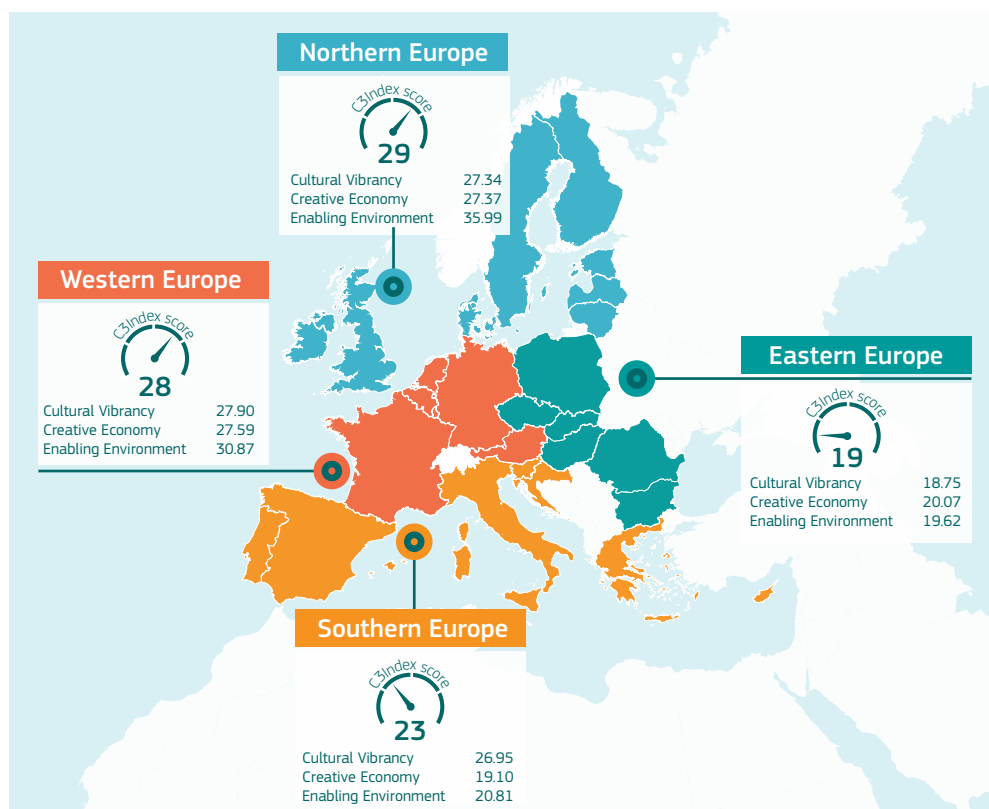 Northern Europe
C3Index score
29
Cultural Vibrancy 27.34
Creative Economy 27.37
Enabling Environment 35.99
Western Europe
C3Index score
28
Cultural Vibrancy 27.90
Creative Economy 27.59
Enabling Environment 30.87
Eastern Europe
C3Index score
19
Cultural Vibrancy 18.75
Creative Economy 20.07
Enabling Environment 19.62
Southern Europe
C3Index score
23
Cultural Vibrancy 26.95
Creative Economy 19.10
Enabling Environment 20.81